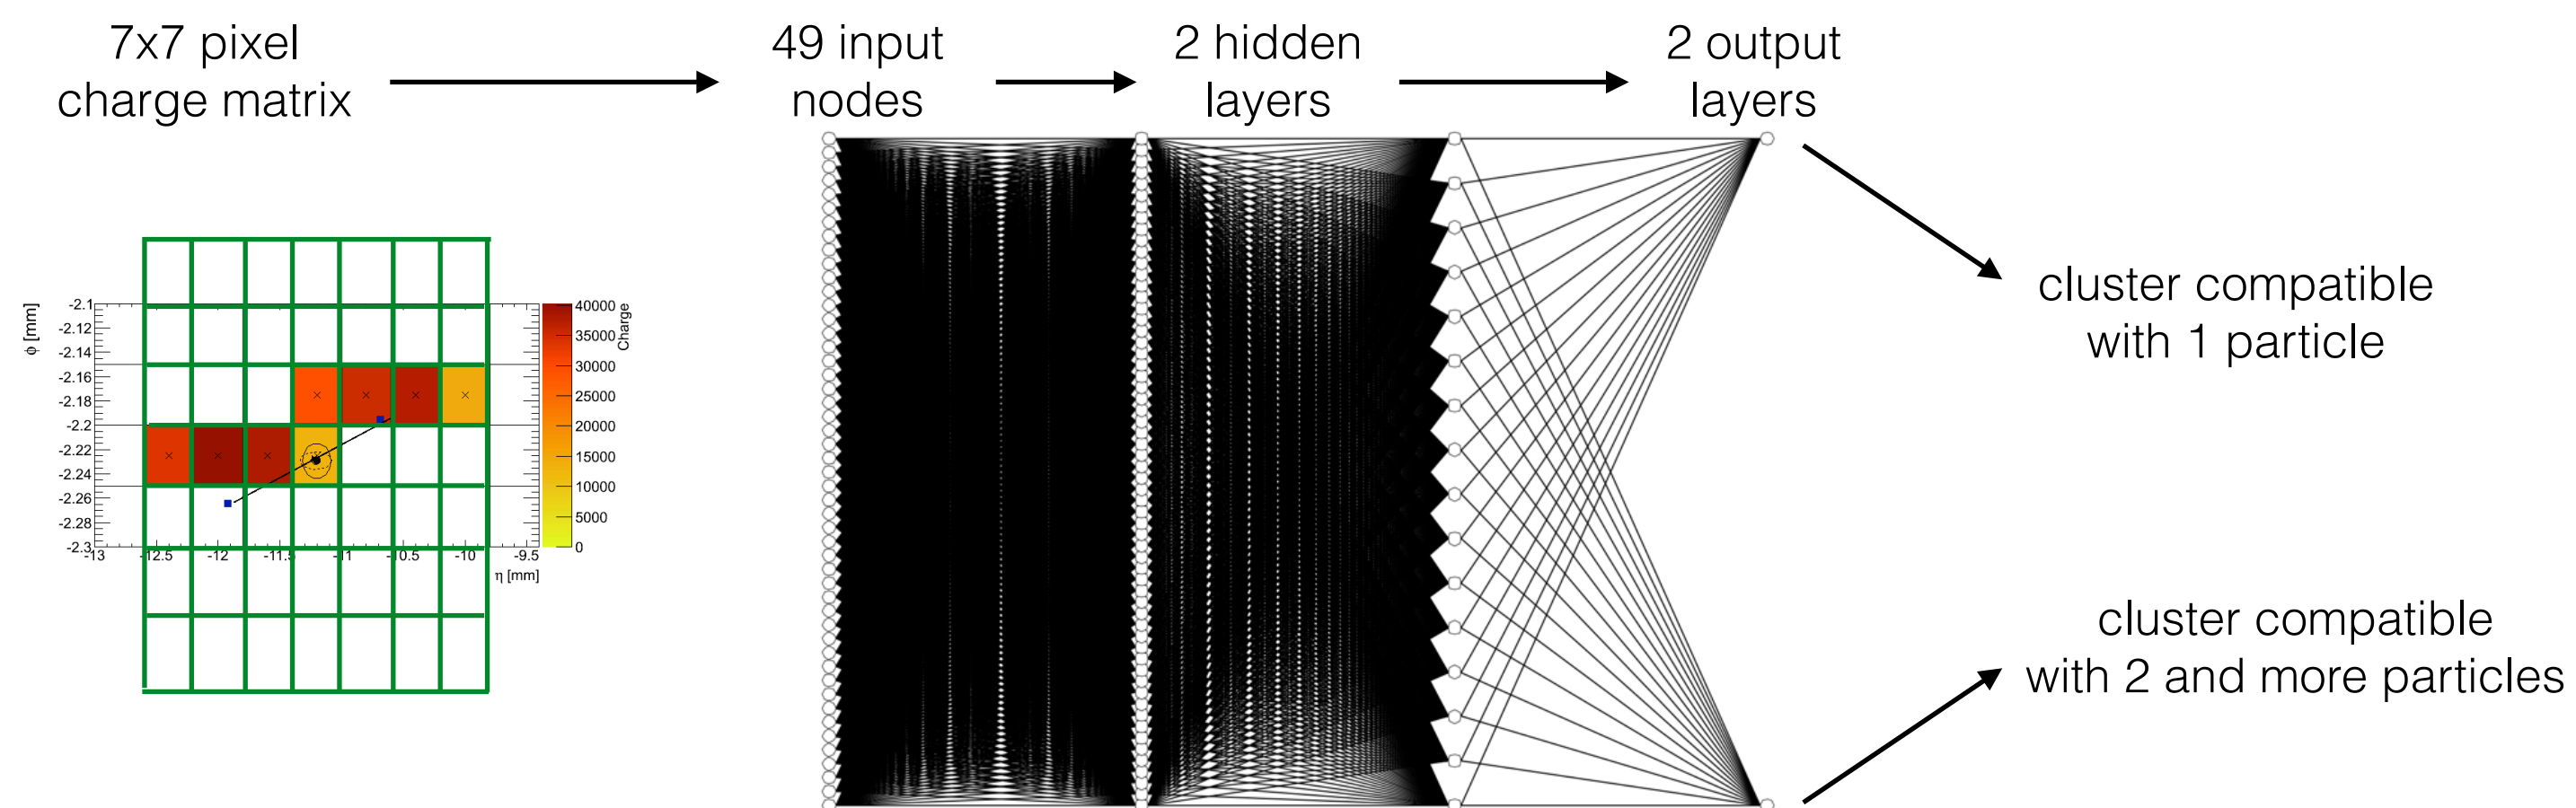 7x7 pixel
charge matrix
49 input
nodes
2 hidden
layers
2 output
layers
cluster compatible
with 1 particle
cluster compatible
with 2 and more particles
ϕ [mm]
-2.1
-2.12
-2.14
-2.16
-2.18
-2.2
-2.22
-2.24
-2.26
-2.28
-2.3
-13
-12.5
-12
-11.5
-11
-10.5
-10
-9.5
η [mm]
40000
35000
30000
25000
20000
15000
10000
5000
0
Charge